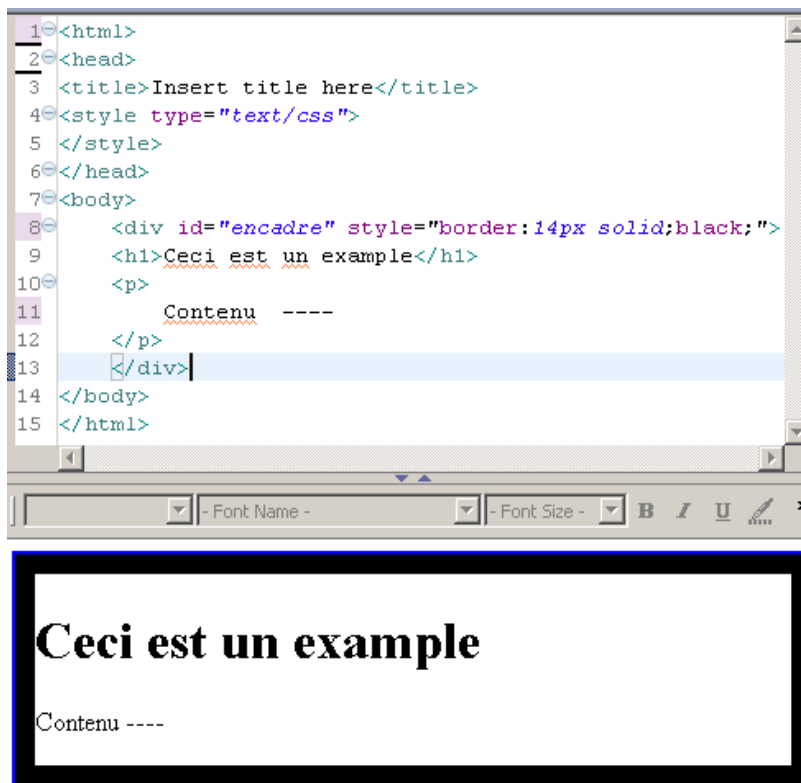 1 <html>
2 <head>
3 <title>Insert title here</title>
4 <style type="text/css">
5 </style>
6 </head>
7 <body>
8 <div id="encadre" style="border:14px solid;black;">
9 <h1>Ceci est un example</h1>
10 <p>
11 Contenu ----
12 </p>
13 </div>
14 </body>
15 </html>
- Font Name - - Font Size - B I U
Ceci est un example
Contenu ----